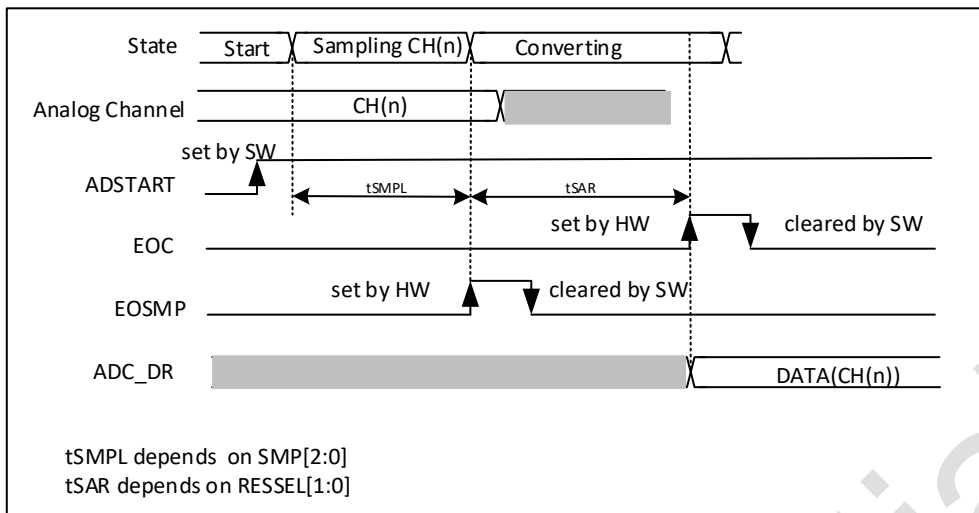 State Start Sampling CH(n) Converting
Analog Channel CH(n)
set by SW
ADSTART
tSMPL tSAR
set by HW cleared by SW
EOC
set by HW cleared by SW
EOSMP
ADC_DR DATA(CH(n))
tSMPL depends on SMP[2:0]
tSAR depends on RESSEL[1:0]